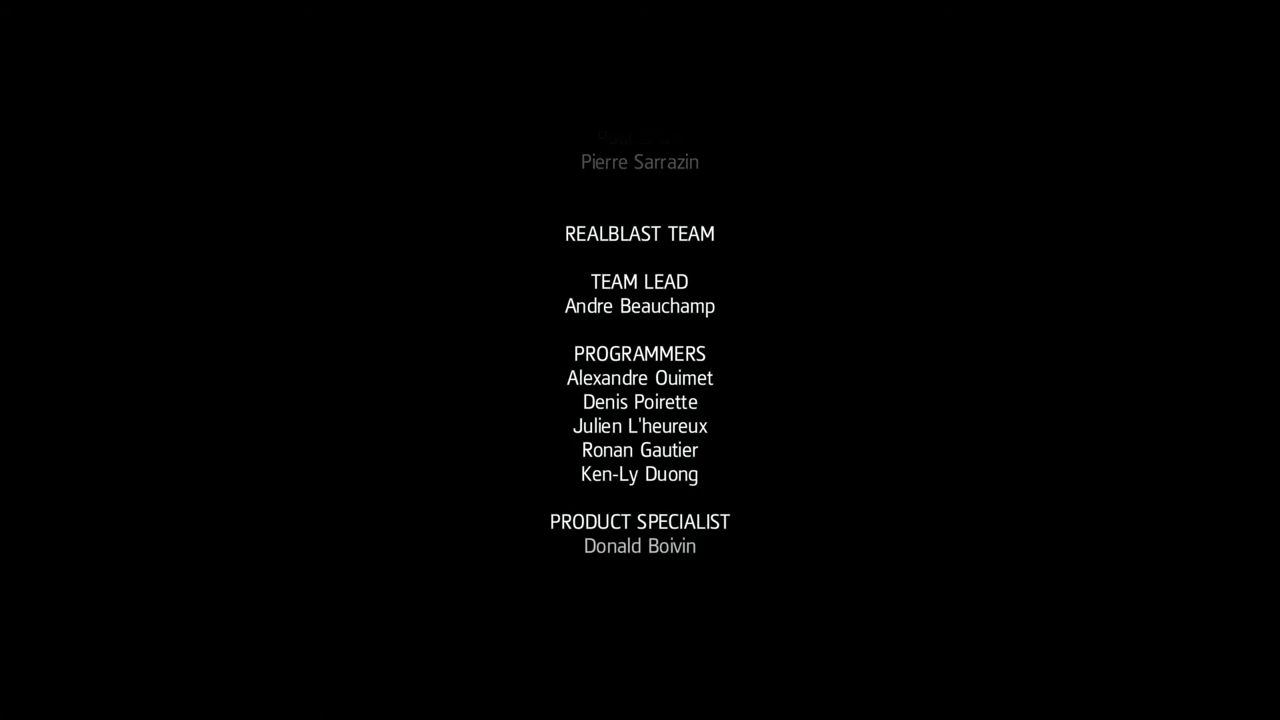 Pierre Sarrazin
REALBLAST TEAM
TEAM LEAD
Andre Beauchamp
PROGRAMMERS
Alexandre Ouimet
Denis Poirette
Julien L'heureux
Ronan Gautier
Ken-Ly Duong
PRODUCT SPECIALIST
Donald Boivin